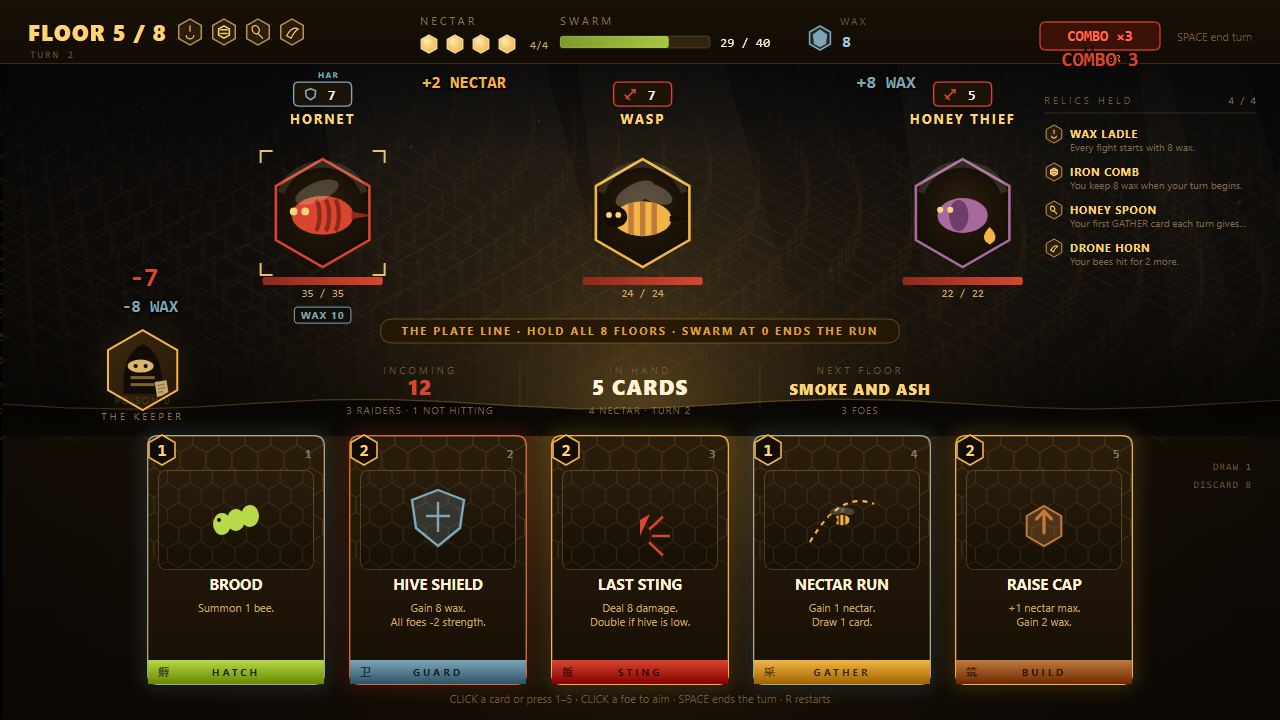 FLOOR 5 / 8
TURN 2
NECTAR
4/4
SWARM
29 / 40
WAX
8
COMBO ×3
COMBO 3
SPACE end turn
HAR
7
HORNET
+2 NECTAR
7
WASP
+8 WAX
5
HONEY THIEF
RELICS HELD
4 / 4
WAX LADLE
Every fight starts with 8 wax.
IRON COMB
You keep 8 wax when your turn begins.
HONEY SPOON
Your first GATHER card each turn gives...
DRONE HORN
Your bees hit for 2 more.
35 / 35
WAX 10
24 / 24
22 / 22
-7
-8 WAX
THE KEEPER
THE PLATE LINE · HOLD ALL 8 FLOORS · SWARM AT 0 ENDS THE RUN
INCOMING
12
3 RAIDERS · 1 NOT HITTING
IN HAND
5 CARDS
4 NECTAR · TURN 2
NEXT FLOOR
SMOKE AND ASH
3 FOES
1
1
BROOD
Summon 1 bee.
HATCH
2
2
HIVE SHIELD
Gain 8 wax.
All foes -2 strength.
卫
GUARD
2
3
LAST STING
Deal 8 damage.
Double if hive is low.
STING
1
4
NECTAR RUN
Gain 1 nectar.
Draw 1 card.
采
GATHER
2
5
RAISE CAP
+1 nectar max.
Gain 2 wax.
筑
BUILD
DRAW 1
DISCARD 8
CLICK a card or press 1–5 · CLICK a foe to aim · SPACE ends the turn · R restarts